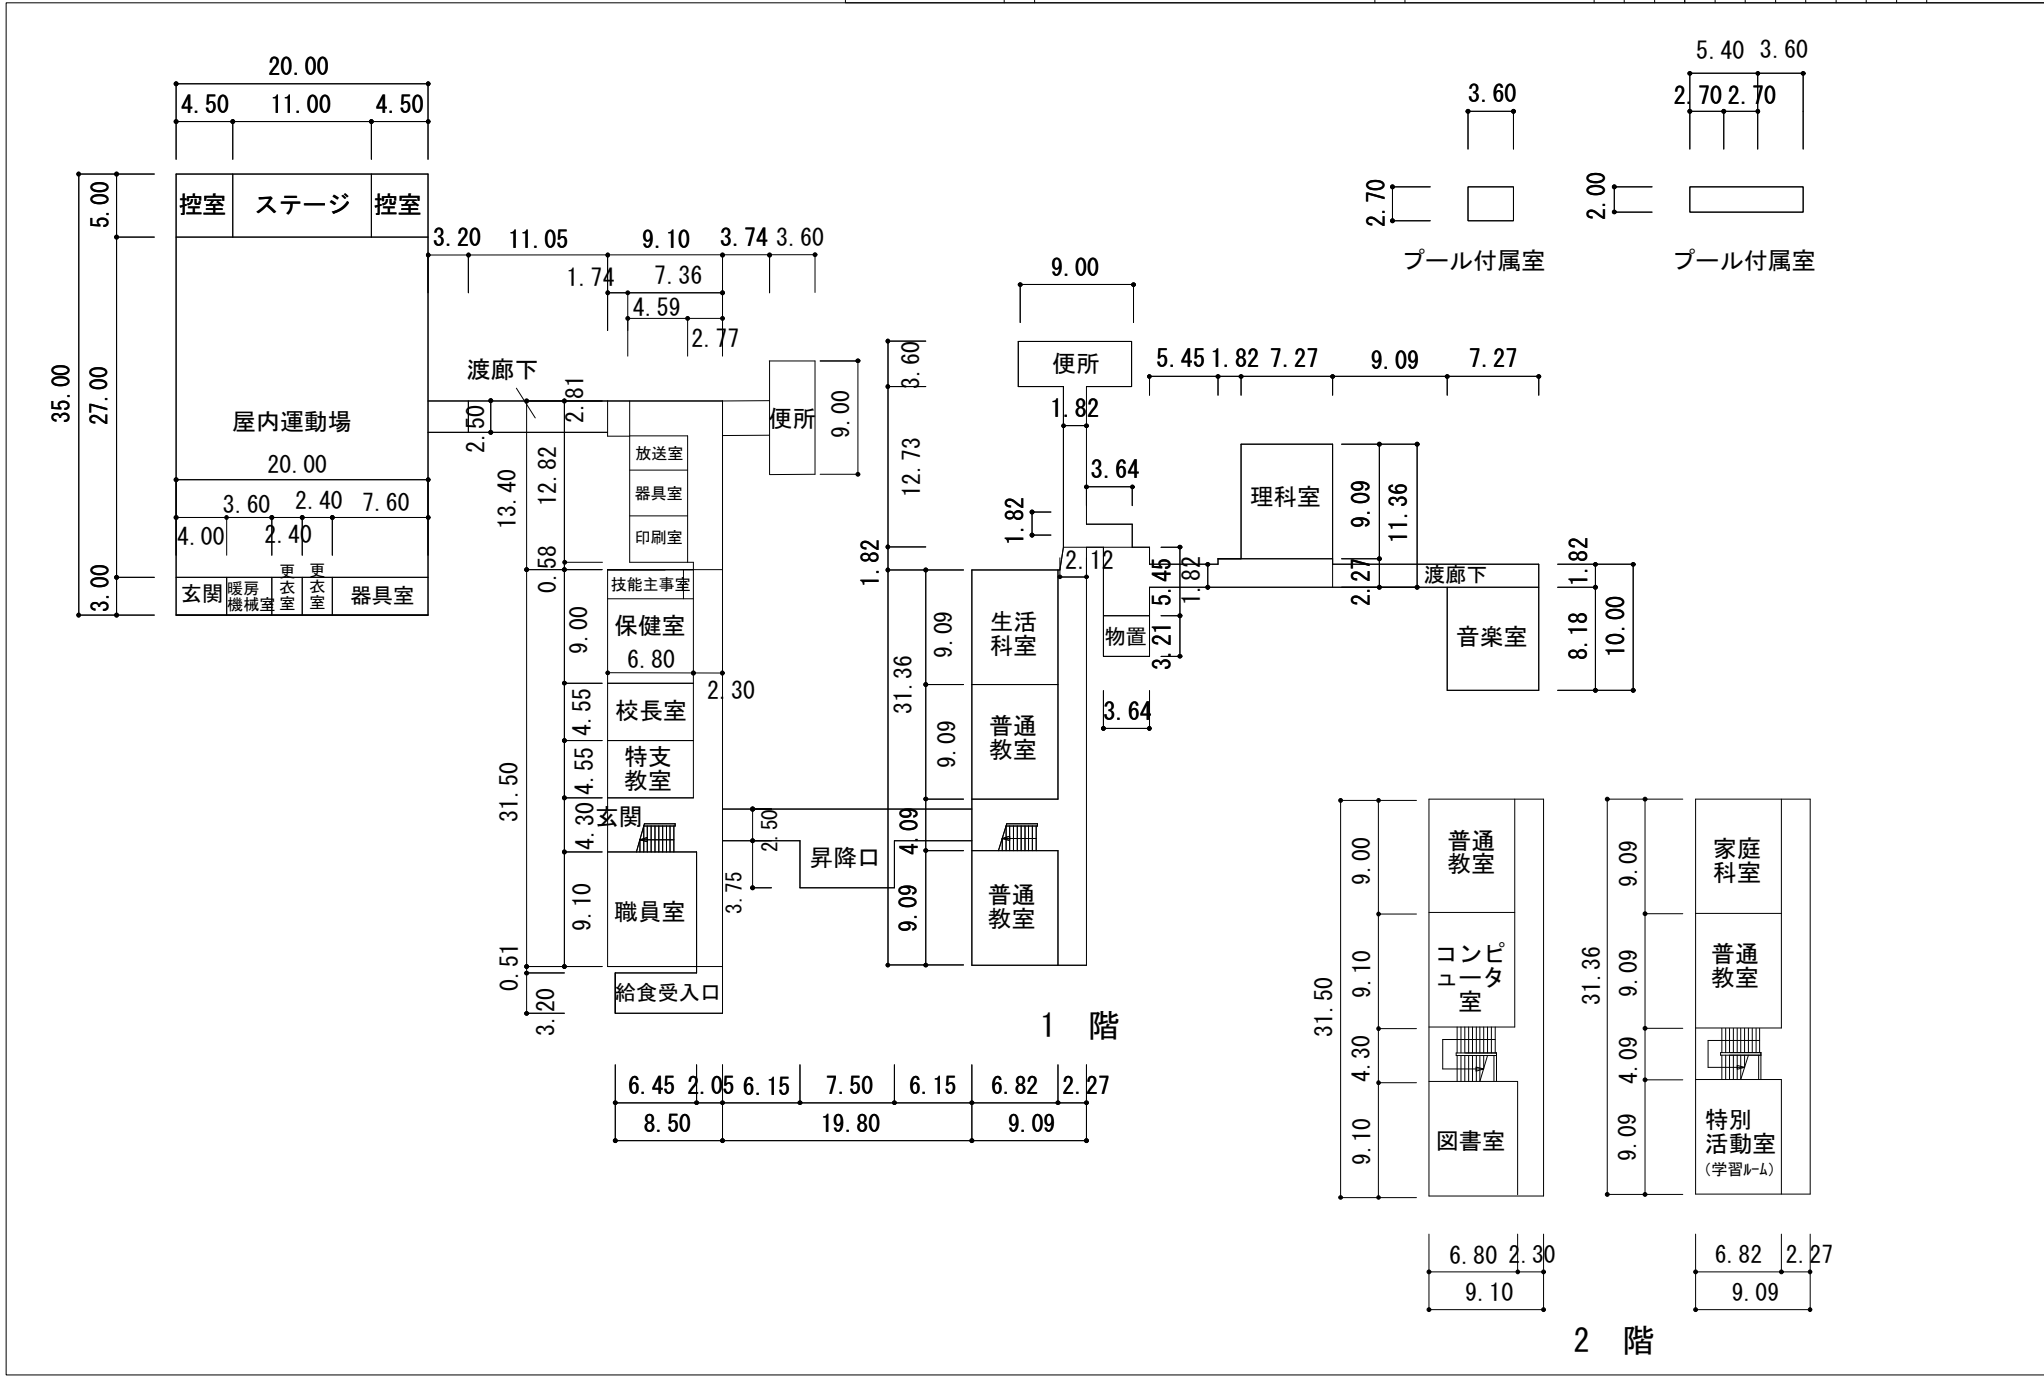 20.00
4.50 11.00 4.50
控室 ステージ 控室
5.00
27.00
35.00
3.00
屋内運動場
20.00
3.60 2.40 7.60
4.00 2.40
玄関
暖房
機械室
更
衣
室
更
衣
室
器具室
3.20 11.05 9.10 3.74 3.60
1.74 7.36
4.59
2.77
渡廊下
2.50
2.81
便所
9.00
放送室
器具室
印刷室
13.40
12.82
0.58
技能主事室
保健室
6.80
2.30
9.00
校長室
4.55
特支
教室
4.55
31.50
玄関
4.30
職員室
9.10
0.51
3.20
給食受入口
2.50
3.75
昇降口
6.45 2.05 6.15 7.50 6.15 6.82 2.27
8.50 19.80 9.09
9.00
便所
3.60
12.73
1.82
1.82
3.64
1.82
2.12
生活
科室
9.09
31.36
普通
教室
9.09
4.09
普通
教室
9.09
1 階
物置
5.45
1.82
3.21
3.64
5.45 1.82 7.27 9.09 7.27
理科室
9.09
11.36
2.27
渡廊下
1.82
音楽室
8.18
10.00
3.60
2.70
プール付属室
5.40 3.60
2.70 2.70
2.00
プール付属室
普通
教室
9.00
コンピ
ュータ
室
9.10
31.50
4.30
図書室
9.10
6.80 2.30
9.10
家庭
科室
9.09
普通
教室
9.09
31.36
4.09
特別
活動室
(学習ﾙｰﾑ)
9.09
6.82 2.27
9.09
2 階